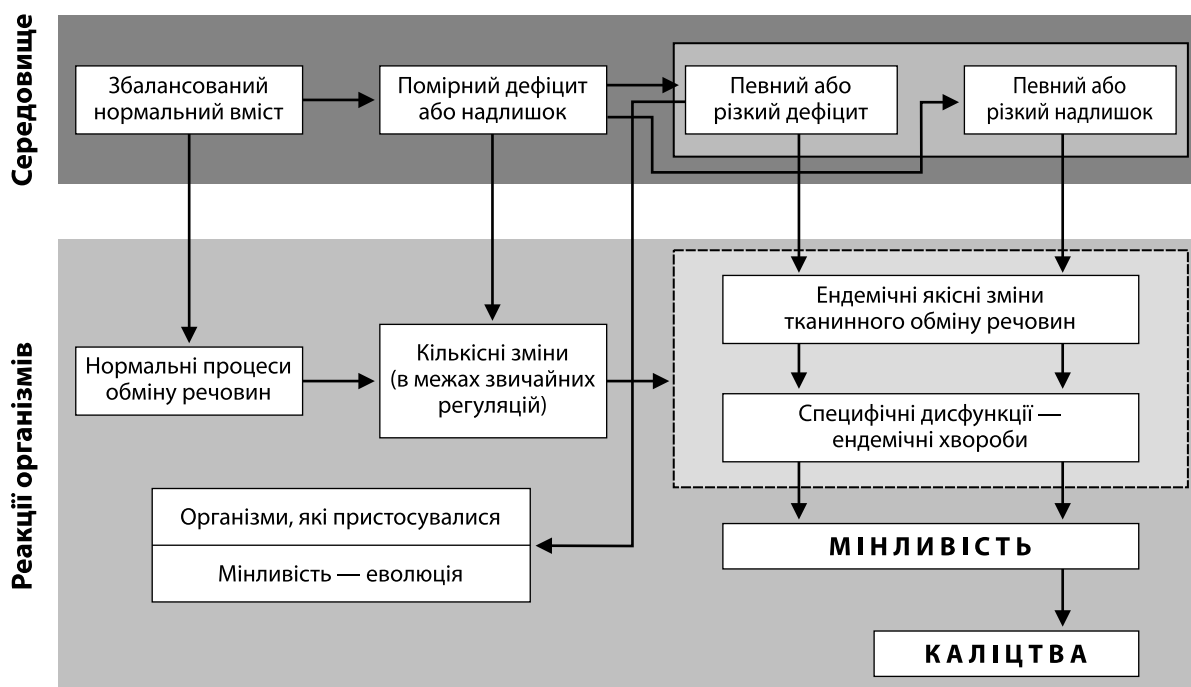 Середовище
Збалансований
нормальний вміст
Помірний дефіцит
або надлишок
Певний або
різкий дефіцит
Певний або
різкий надлишок
Реакції організмів
Нормальні процеси
обміну речовин
Кількісні зміни
(в межах звичайних
регуляцій)
Ендемічні якісні зміни
тканинного обміну речовин
Специфічні дисфункції —
ендемічні хвороби
Організми, які пристосувалися
Мінливість — еволюція
МІНЛИВІСТЬ
КАЛІЦТВА